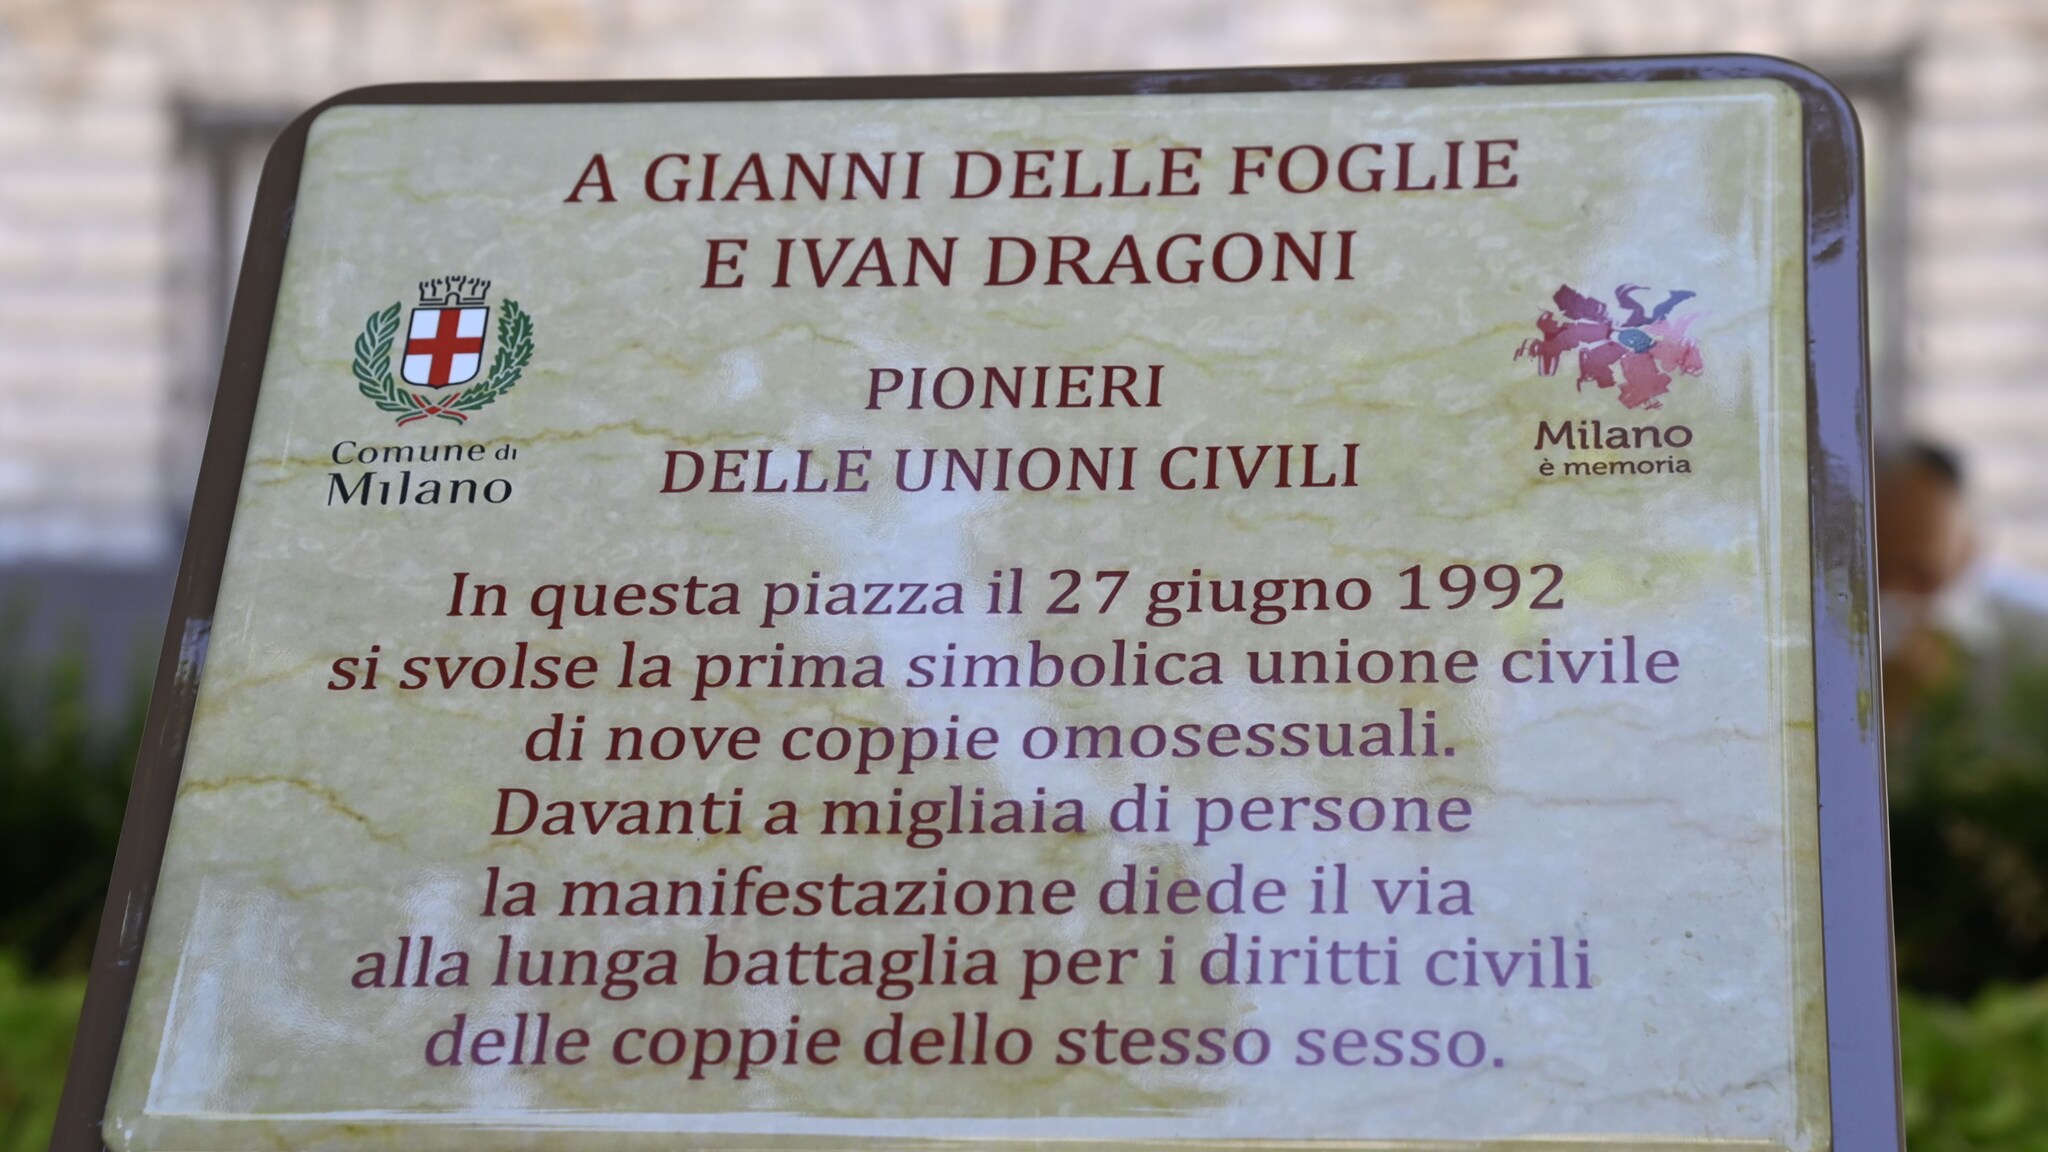 A GIANNI DELLE FOGLIE
E IVAN DRAGONI
PIONIERI
DELLE UNIONI CIVILI
Comune di
Milano
Milano
è memoria
In questa piazza il 27 giugno 1992
si svolse la prima simbolica unione civile
di nove coppie omosessuali.
Davanti a migliaia di persone
la manifestazione diede il via
alla lunga battaglia per i diritti civili
delle coppie dello stesso sesso.